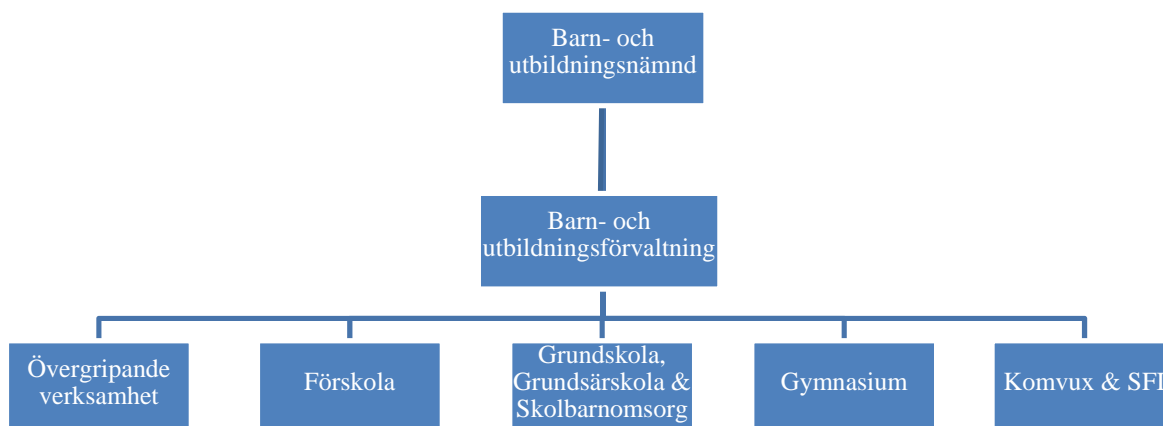 Barn- och
utbildningsnämnd
Barn- och
utbildningsförvaltning
Övergripande
verksamhet
Förskola
Grundskola,
Grundsärskola &
Skolbarnomsorg
Gymnasium
Komvux & SFI